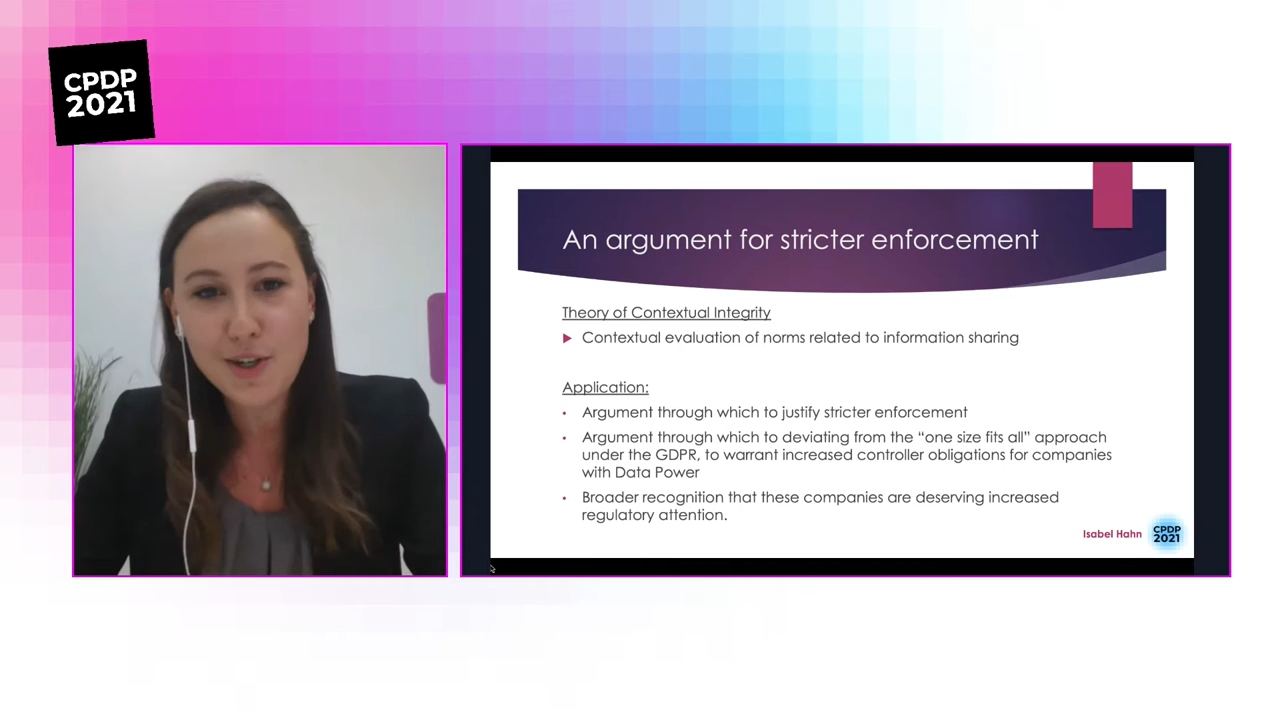 CPDP
2021
An argument for stricter enforcement
Theory of Contextual Integrity
Contextual evaluation of norms related to information sharing
Application:
Argument through which to justify stricter enforcement
Argument through which to deviating from the “one size fits all” approach
under the GDPR, to warrant increased controller obligations for companies
with Data Power
Broader recognition that these companies are deserving increased
regulatory attention.
Isabel Hahn
CPDP
2021